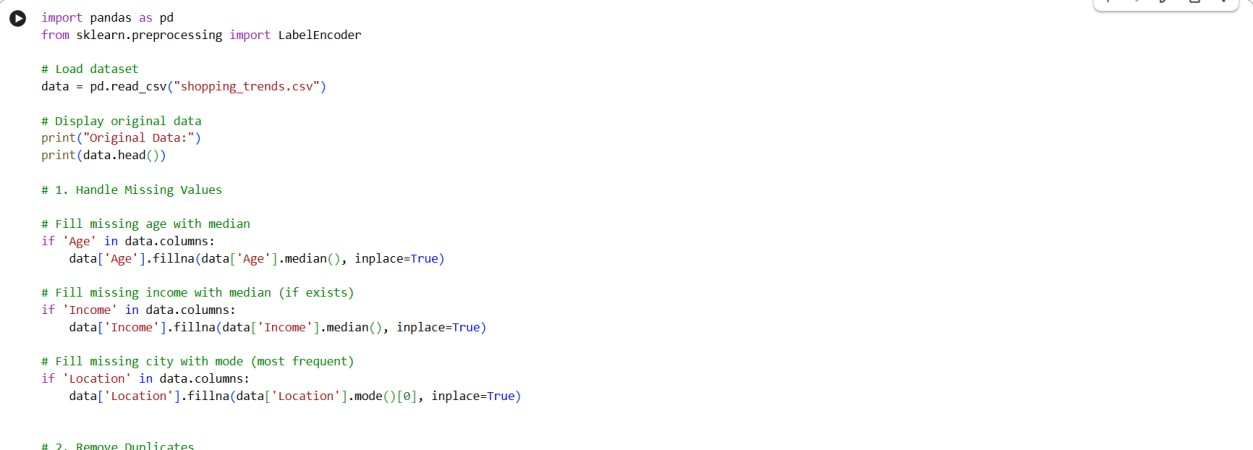 import pandas as pd
from sklearn.preprocessing import LabelEncoder
# Load dataset
data = pd.read_csv("shopping_trends.csv")
# Display original data
print("Original Data:")
print(data.head())
# 1. Handle Missing Values
# Fill missing age with median
if 'Age' in data.columns:
    data['Age'].fillna(data['Age'].median(), inplace=True)
# Fill missing income with median (if exists)
if 'Income' in data.columns:
    data['Income'].fillna(data['Income'].median(), inplace=True)
# Fill missing city with mode (most frequent)
if 'Location' in data.columns:
    data['Location'].fillna(data['Location'].mode()[0], inplace=True)
# 2. Remove Duplicates